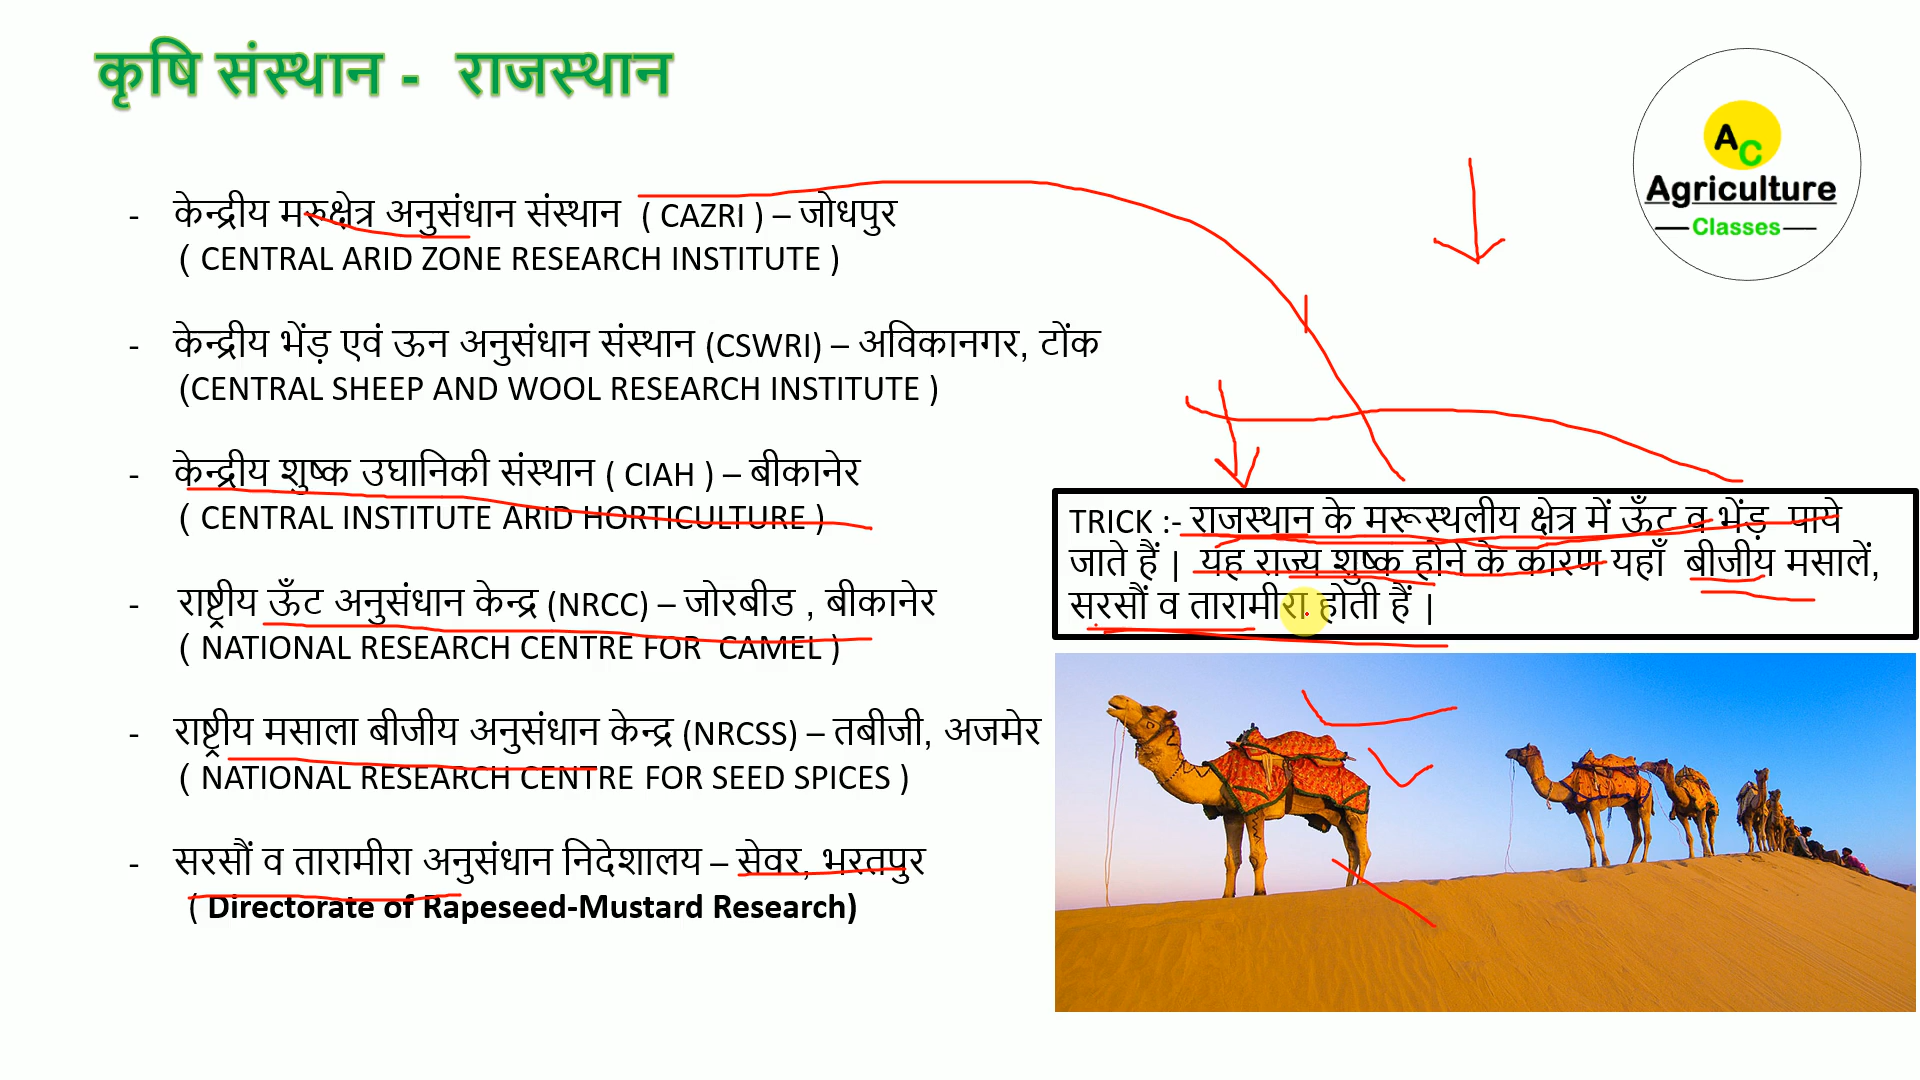 कृषि संस्थान - राजस्थान
A
C
Agriculture
Classes
- केन्द्रीय मरुक्षेत्र अनुसंधान संस्थान ( CAZRI ) – जोधपुर
( CENTRAL ARID ZONE RESEARCH INSTITUTE )
- केन्द्रीय भेंड़ एवं ऊन अनुसंधान संस्थान (CSWRI) – अविकानगर, टोंक
(CENTRAL SHEEP AND WOOL RESEARCH INSTITUTE )
- केन्द्रीय शुष्क उघानिकी संस्थान ( CIAH ) – बीकानेर
( CENTRAL INSTITUTE ARID HORTICULTURE )
- राष्ट्रीय ऊँट अनुसंधान केन्द्र (NRCC) – जोरबीड , बीकानेर
( NATIONAL RESEARCH CENTRE FOR CAMEL )
- राष्ट्रीय मसाला बीजीय अनुसंधान केन्द्र (NRCSS) – तबीजी, अजमेर
( NATIONAL RESEARCH CENTRE FOR SEED SPICES )
- सरसौं व तारामीरा अनुसंधान निदेशालय – सेवर, भरतपुर
( Directorate of Rapeseed-Mustard Research)
TRICK :- राजस्थान के मरूस्थलीय क्षेत्र में ऊँट व भेंड़ पाये
जाते हैं | यह राज्य शुष्क होने के कारण यहाँ बीजीय मसालें,
सरसौं व तारामीरा होती हैं |